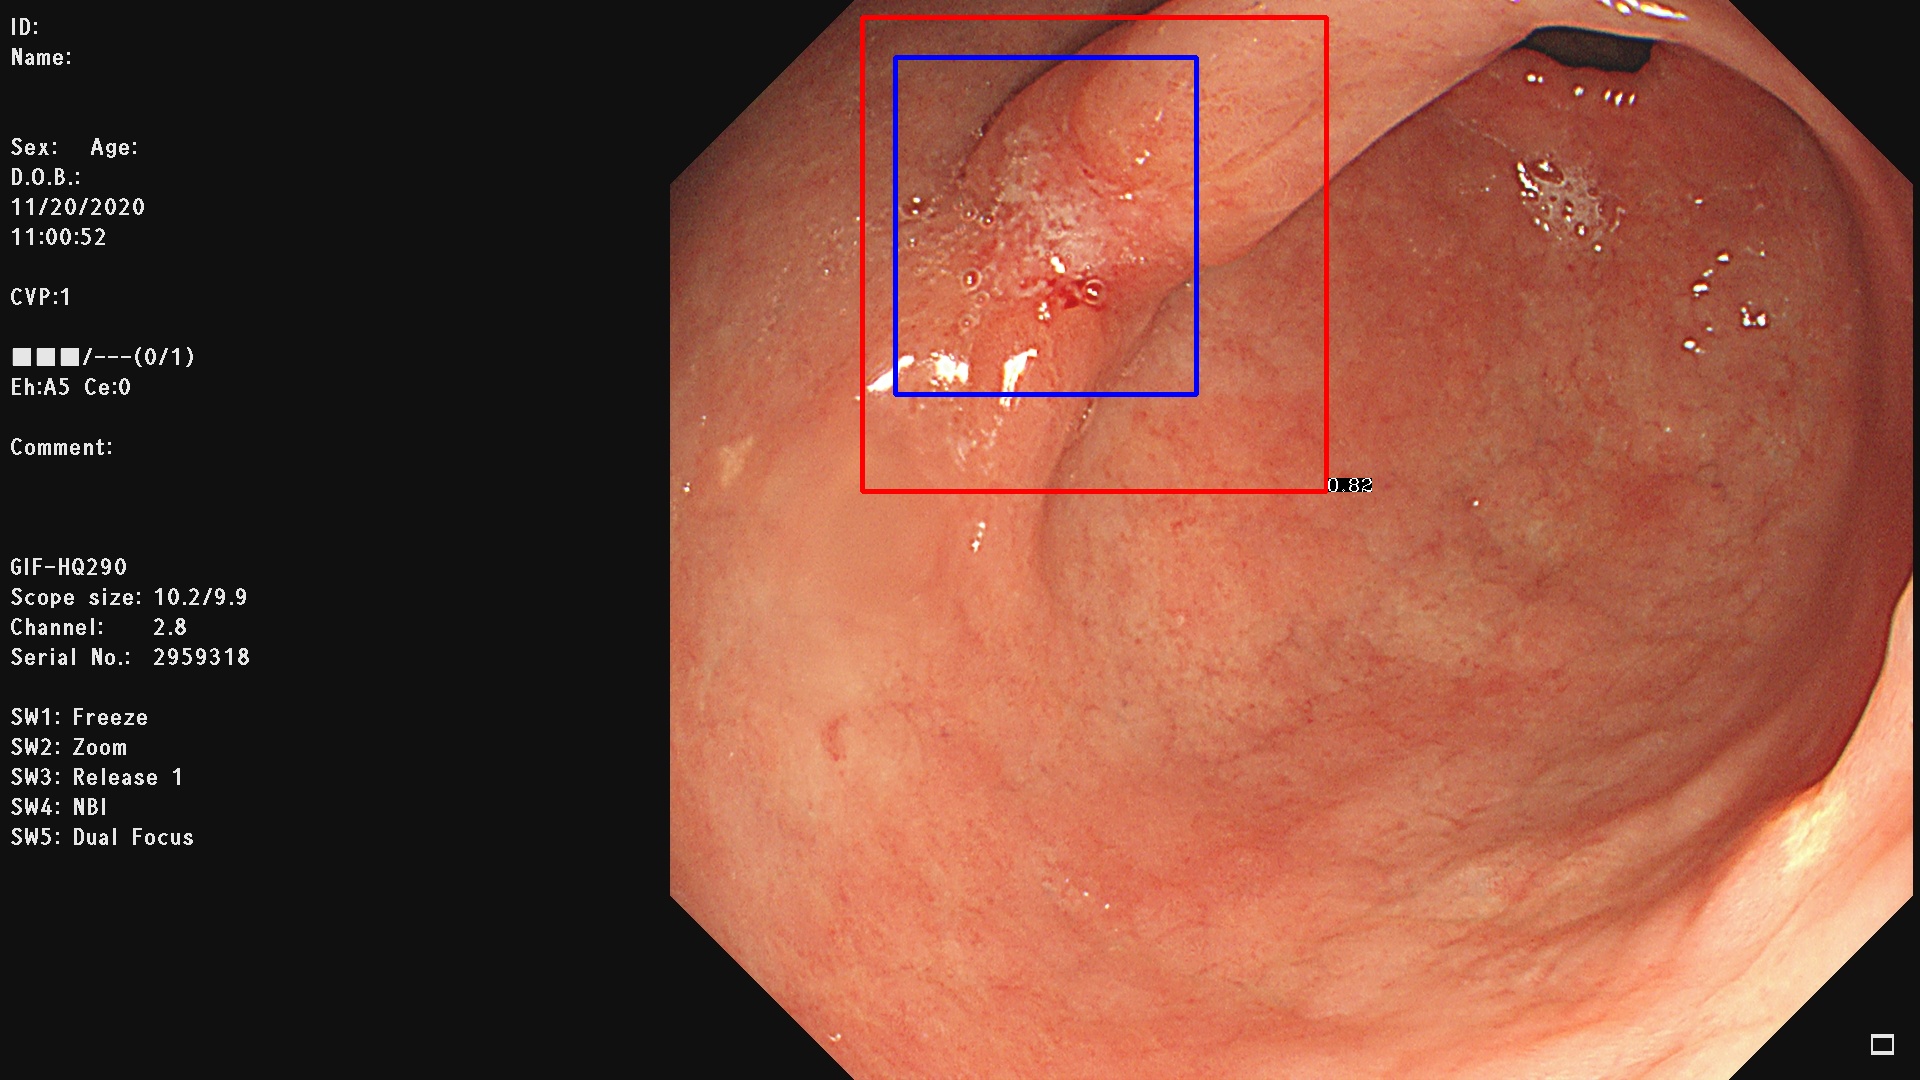 ID:
Name:
Sex: Age:
D.O.B.:
11/20/2020
11:00:52
CVP:1
■■■/---(0/1)
Eh:A5 Ce:0
Comment:
GIF-HQ290
Scope size: 10.2/9.9
Channel: 2.8
Serial No.: 2959318
SW1: Freeze
SW2: Zoom
SW3: Release 1
SW4: NBI
SW5: Dual Focus
0.82